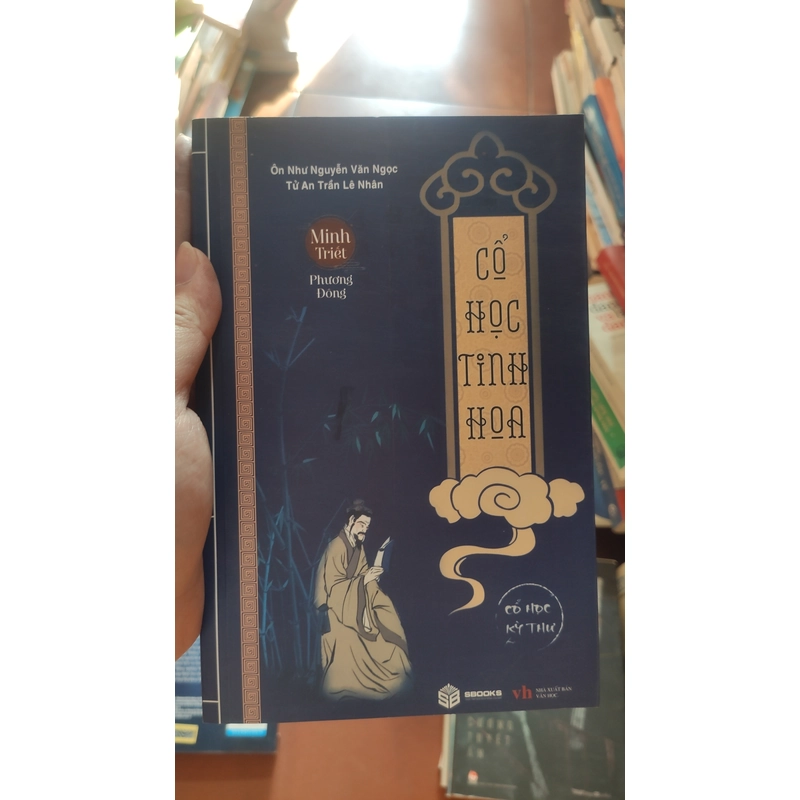 Ôn Như Nguyễn Văn Ngọc
Tử An Trần Lê Nhân
Minh
Triết
Phương
Đông
CỔ
HỌC
TINH
HOA
CỔ HỌC
KỲ THƯ
SB
SBOOKS
vh
NHÀ XUẤT BẢN
VĂN HỌC